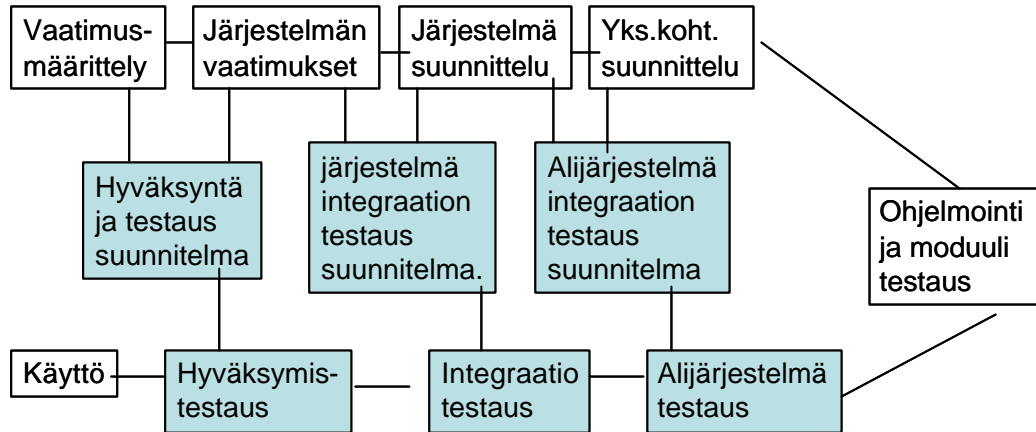 Vaatimus-
määrittely
Järjestelmän
vaatimukset
Järjestelmä
suunnittelu
Yks.koht.
suunnittelu
Hyväksyntä
ja testaus
suunnitelma
järjestelmä
integraation
testaus
suunnitelma.
Alijärjestelmä
integraation
testaus
suunnitelma
Ohjelmointi
ja moduuli
testaus
Käyttö
Hyväksymis-
testaus
Integraatio
testaus
Alijärjestelmä
testaus